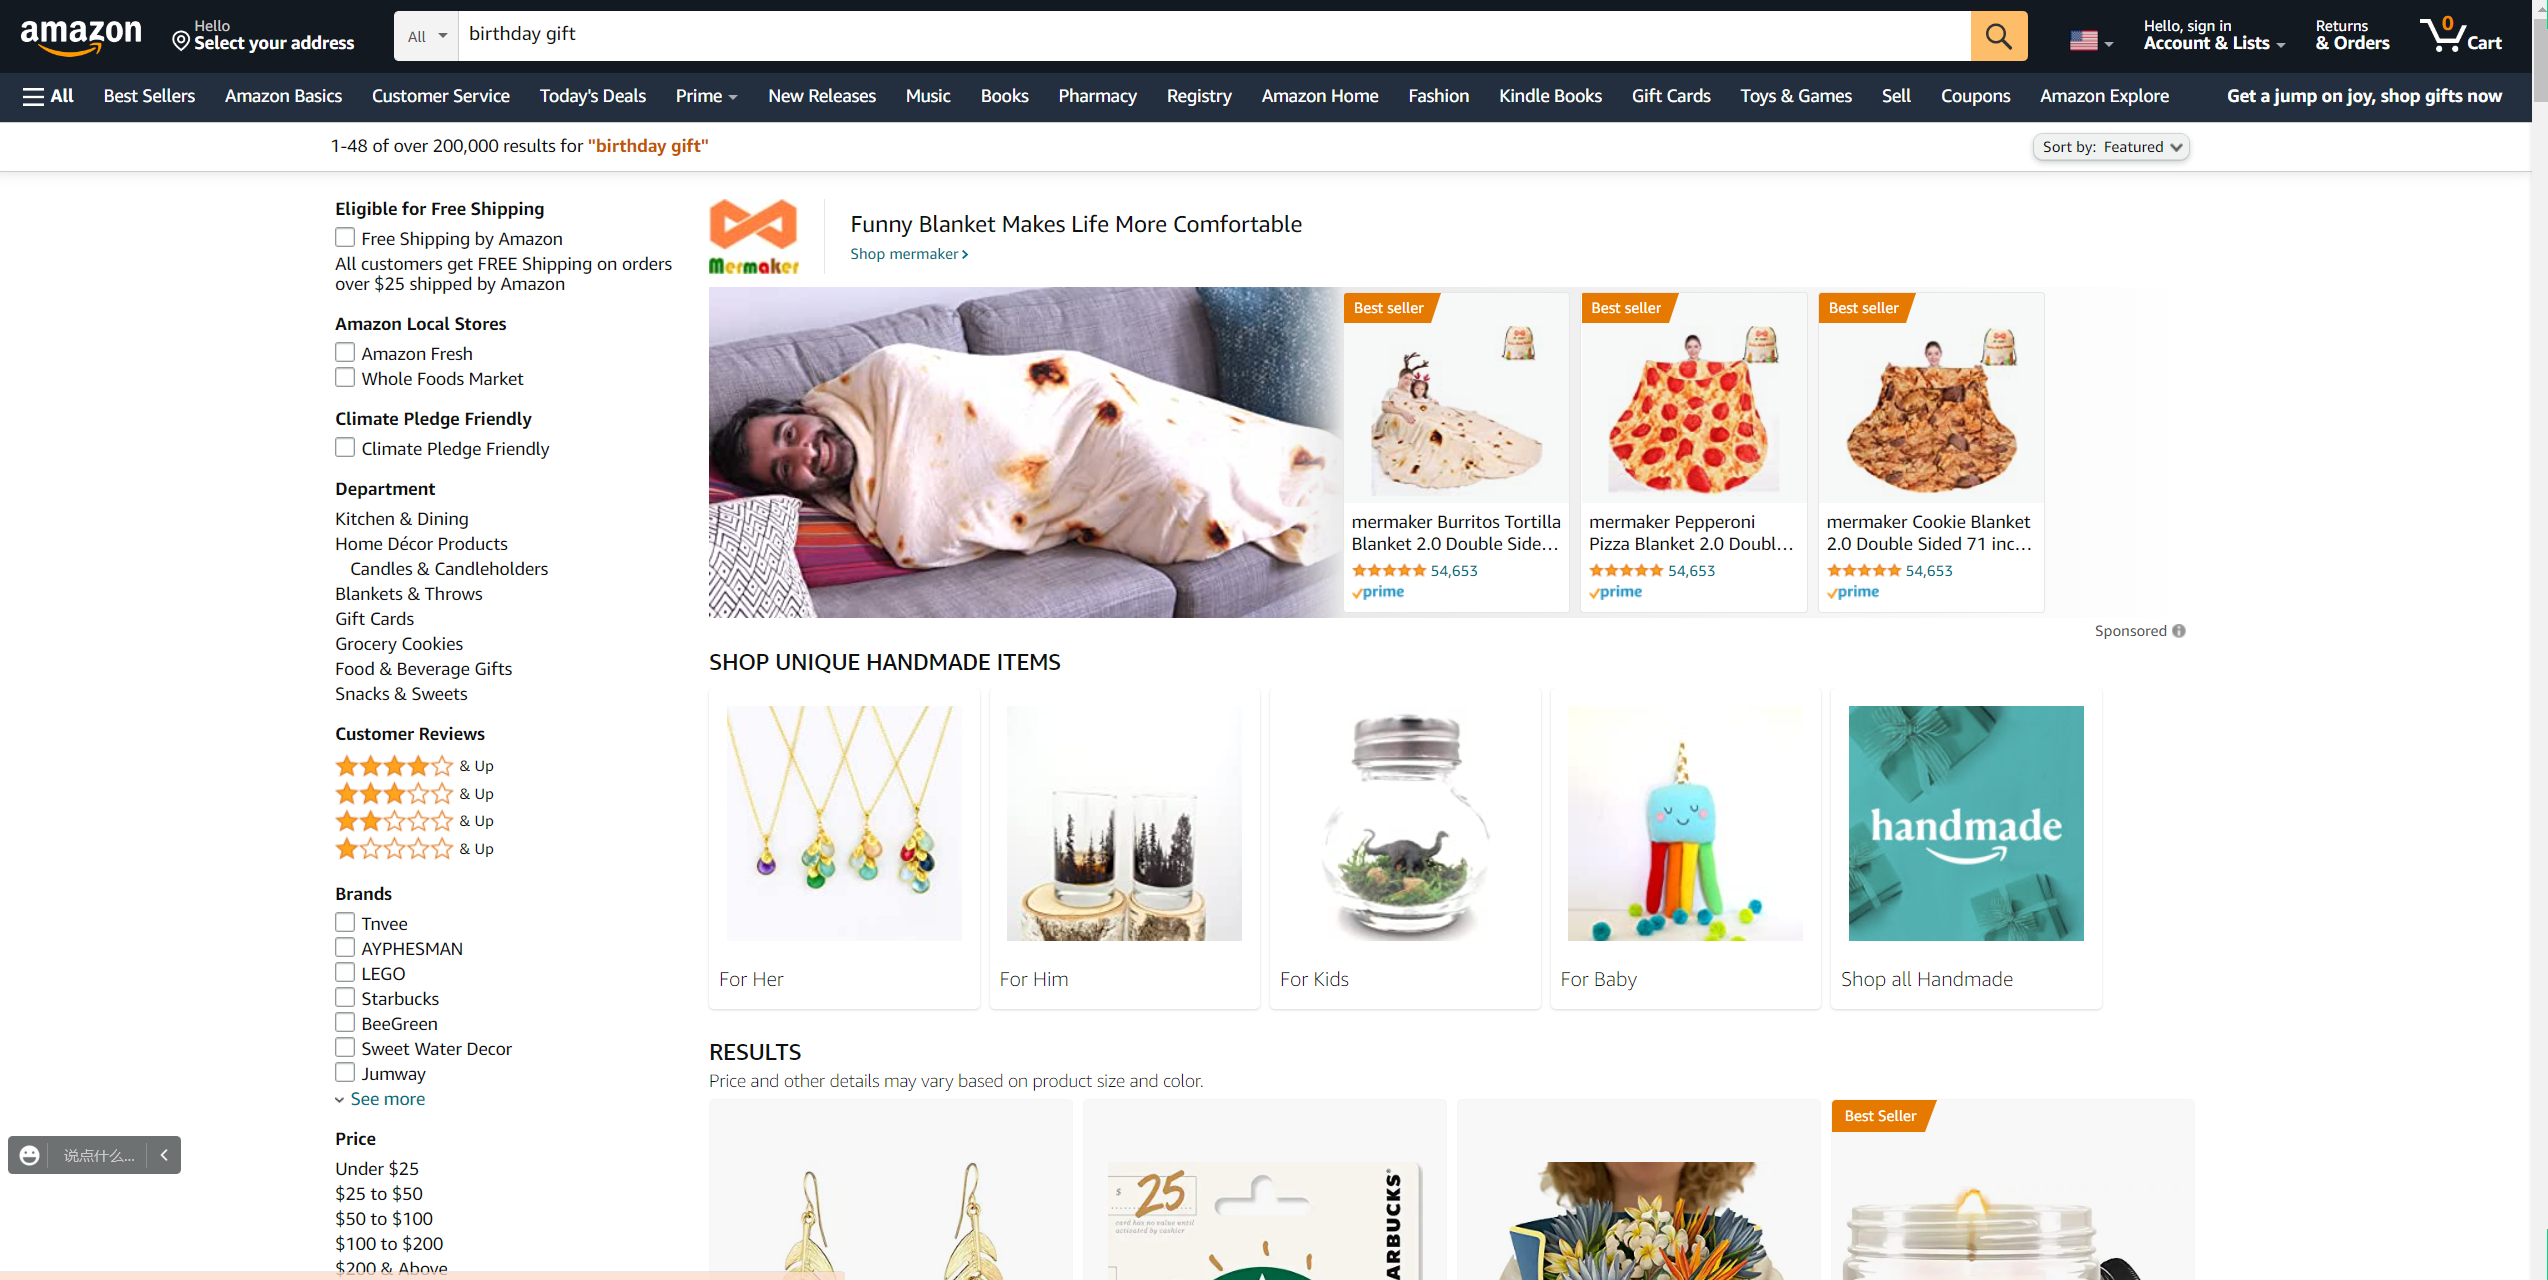 amazon
Hello
Select your address
All
birthday gift
Hello, sign in
Account & Lists
Returns
& Orders
0
Cart
All
Best Sellers
Amazon Basics
Customer Service
Today's Deals
Prime
New Releases
Music
Books
Pharmacy
Registry
Amazon Home
Fashion
Kindle Books
Gift Cards
Toys & Games
Sell
Coupons
Amazon Explore
Get a jump on joy, shop gifts now
1-48 of over 200,000 results for "birthday gift"
Sort by: Featured
Eligible for Free Shipping
Free Shipping by Amazon
All customers get FREE Shipping on orders
over $25 shipped by Amazon
Amazon Local Stores
Amazon Fresh
Whole Foods Market
Climate Pledge Friendly
Climate Pledge Friendly
Department
Kitchen & Dining
Home Décor Products
Candles & Candleholders
Blankets & Throws
Gift Cards
Grocery Cookies
Food & Beverage Gifts
Snacks & Sweets
Customer Reviews
& Up
& Up
& Up
& Up
Brands
Tnvee
AYPHESMAN
LEGO
Starbucks
BeeGreen
Sweet Water Decor
Jumway
See more
Price
Under $25
$25 to $50
$50 to $100
$100 to $200
$200 & Above
说点什么...
Mermaker
Funny Blanket Makes Life More Comfortable
Shop mermaker
Best seller
mermaker Burritos Tortilla
Blanket 2.0 Double Side...
54,653
prime
Best seller
mermaker Pepperoni
Pizza Blanket 2.0 Doubl...
54,653
prime
Best seller
mermaker Cookie Blanket
2.0 Double Sided 71 inc...
54,653
prime
Sponsored
SHOP UNIQUE HANDMADE ITEMS
For Her
For Him
For Kids
For Baby
handmade
Shop all Handmade
RESULTS
Price and other details may vary based on product size and color.
$ 25
card has no value until
activated by cashier
ARBUCKS
Best Seller